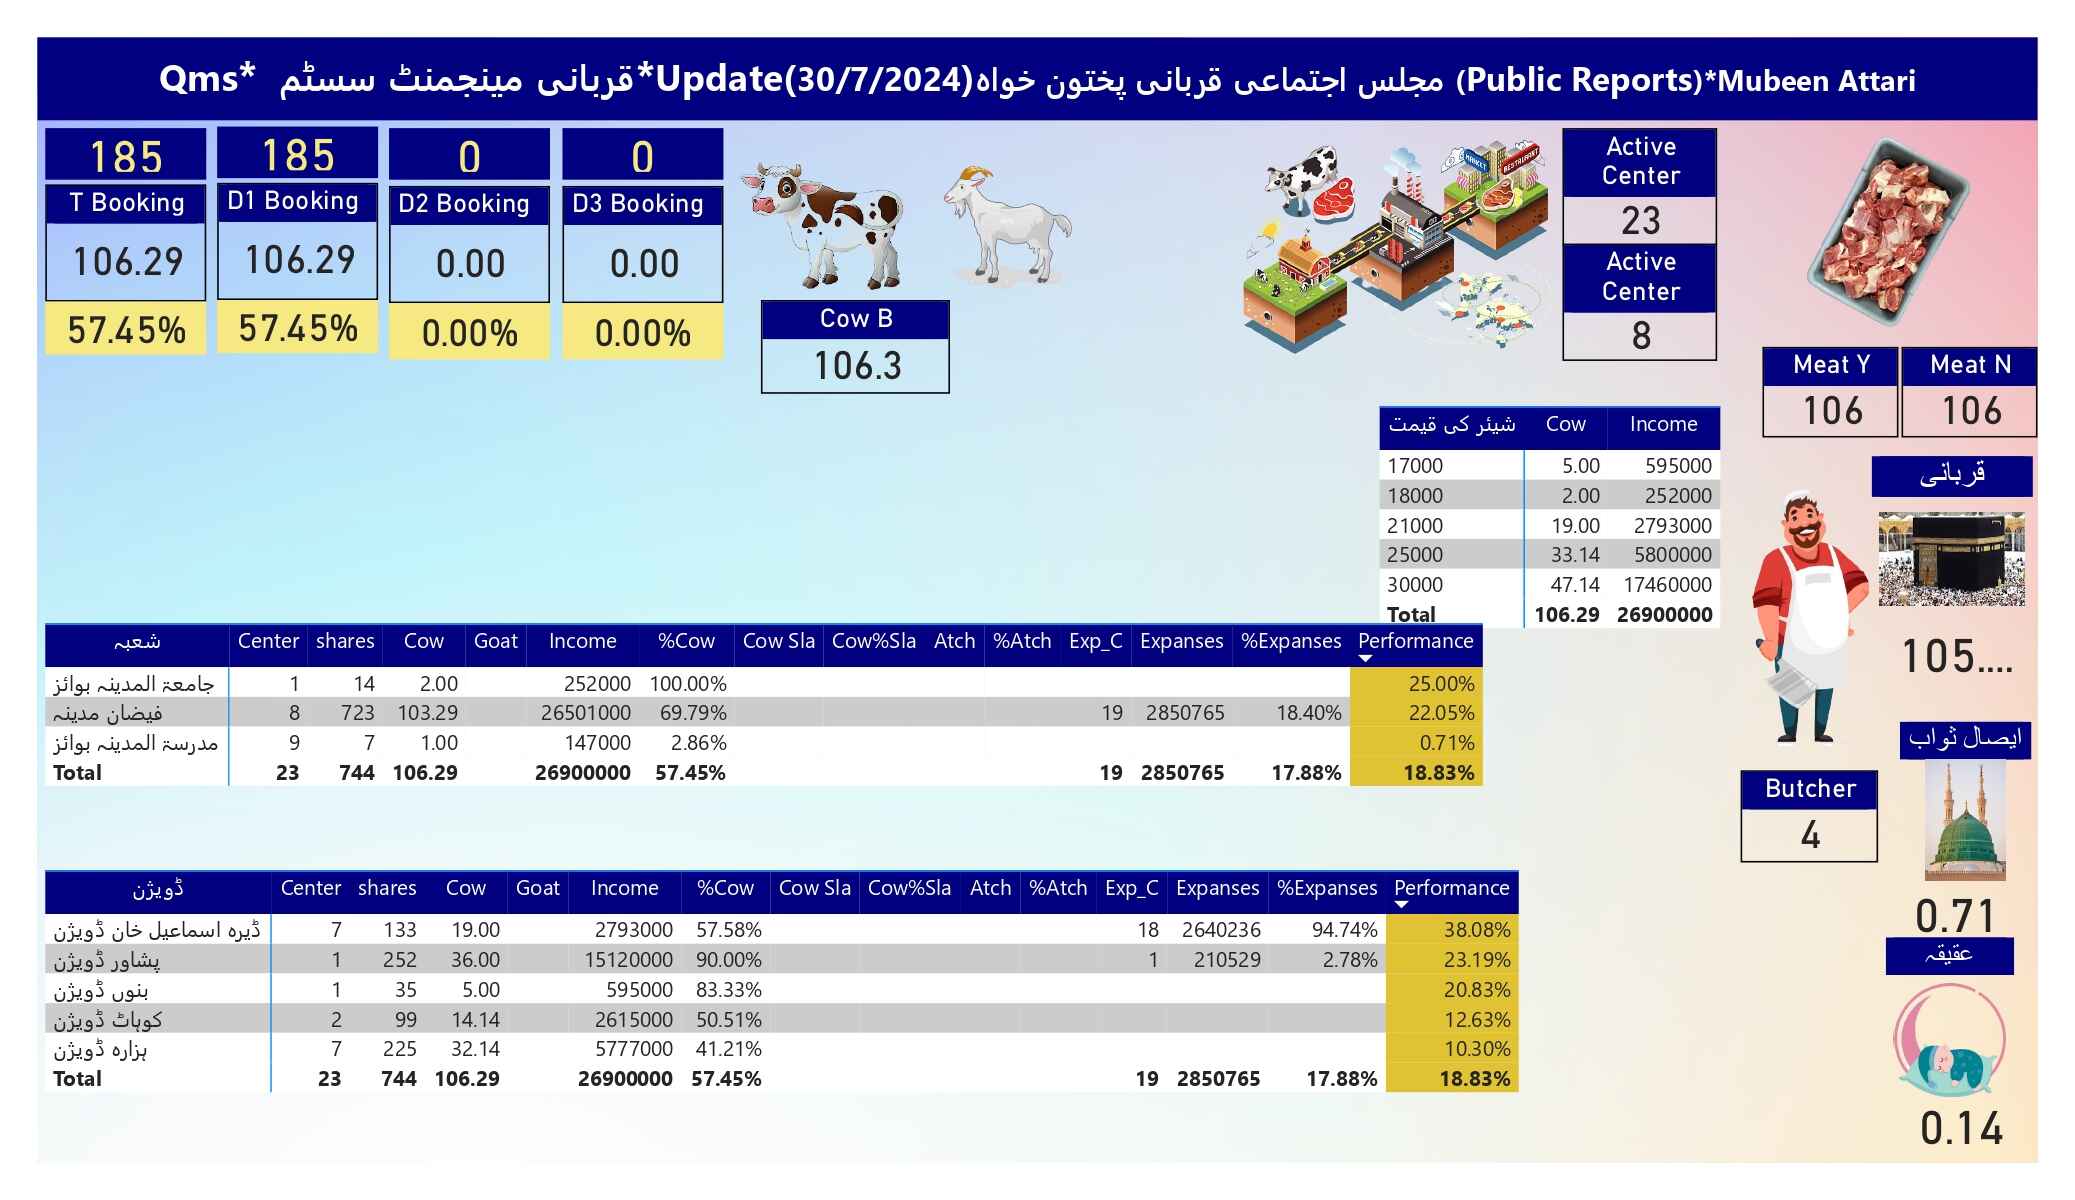 Qms* قربانی مینجمنٹ سسٹم*Update(30/7/2024)مجلس اجتماعی قربانی پختون خواہ (Public Reports)*Mubeen Attari
185
T Booking
106.29
57.45%
185
D1 Booking
106.29
57.45%
0
D2 Booking
0.00
0.00%
0
D3 Booking
0.00
0.00%
Cow B
106.3
MARKET
RESTAURANT
Active Center
23
Active Center
8
Meat Y
106
Meat N
106
شیئر کی قیمت Cow Income
17000 5.00 595000
18000 2.00 252000
21000 19.00 2793000
25000 33.14 5800000
30000 47.14 17460000
Total 106.29 26900000
قربانی
105....
ایصال ثواب
0.71
عقیقہ
0.14
Butcher
4
شعبہ Center shares Cow Goat Income %Cow Cow Sla Cow%Sla Atch %Atch Exp_C Expanses %Expanses Performance
جامعۃ المدینہ بوائز 1 14 2.00 252000 100.00% 25.00%
فیضان مدینہ 8 723 103.29 26501000 69.79% 19 2850765 18.40% 22.05%
مدرسۃ المدینہ بوائز 9 7 1.00 147000 2.86% 0.71%
Total 23 744 106.29 26900000 57.45% 19 2850765 17.88% 18.83%
ڈویژن Center shares Cow Goat Income %Cow Cow Sla Cow%Sla Atch %Atch Exp_C Expanses %Expanses Performance
ڈیرہ اسماعیل خان ڈویژن 7 133 19.00 2793000 57.58% 18 2640236 94.74% 38.08%
پشاور ڈویژن 1 252 36.00 15120000 90.00% 1 210529 2.78% 23.19%
بنوں ڈویژن 1 35 5.00 595000 83.33% 20.83%
کوہاٹ ڈویژن 2 99 14.14 2615000 50.51% 12.63%
ہزارہ ڈویژن 7 225 32.14 5777000 41.21% 10.30%
Total 23 744 106.29 26900000 57.45% 19 2850765 17.88% 18.83%